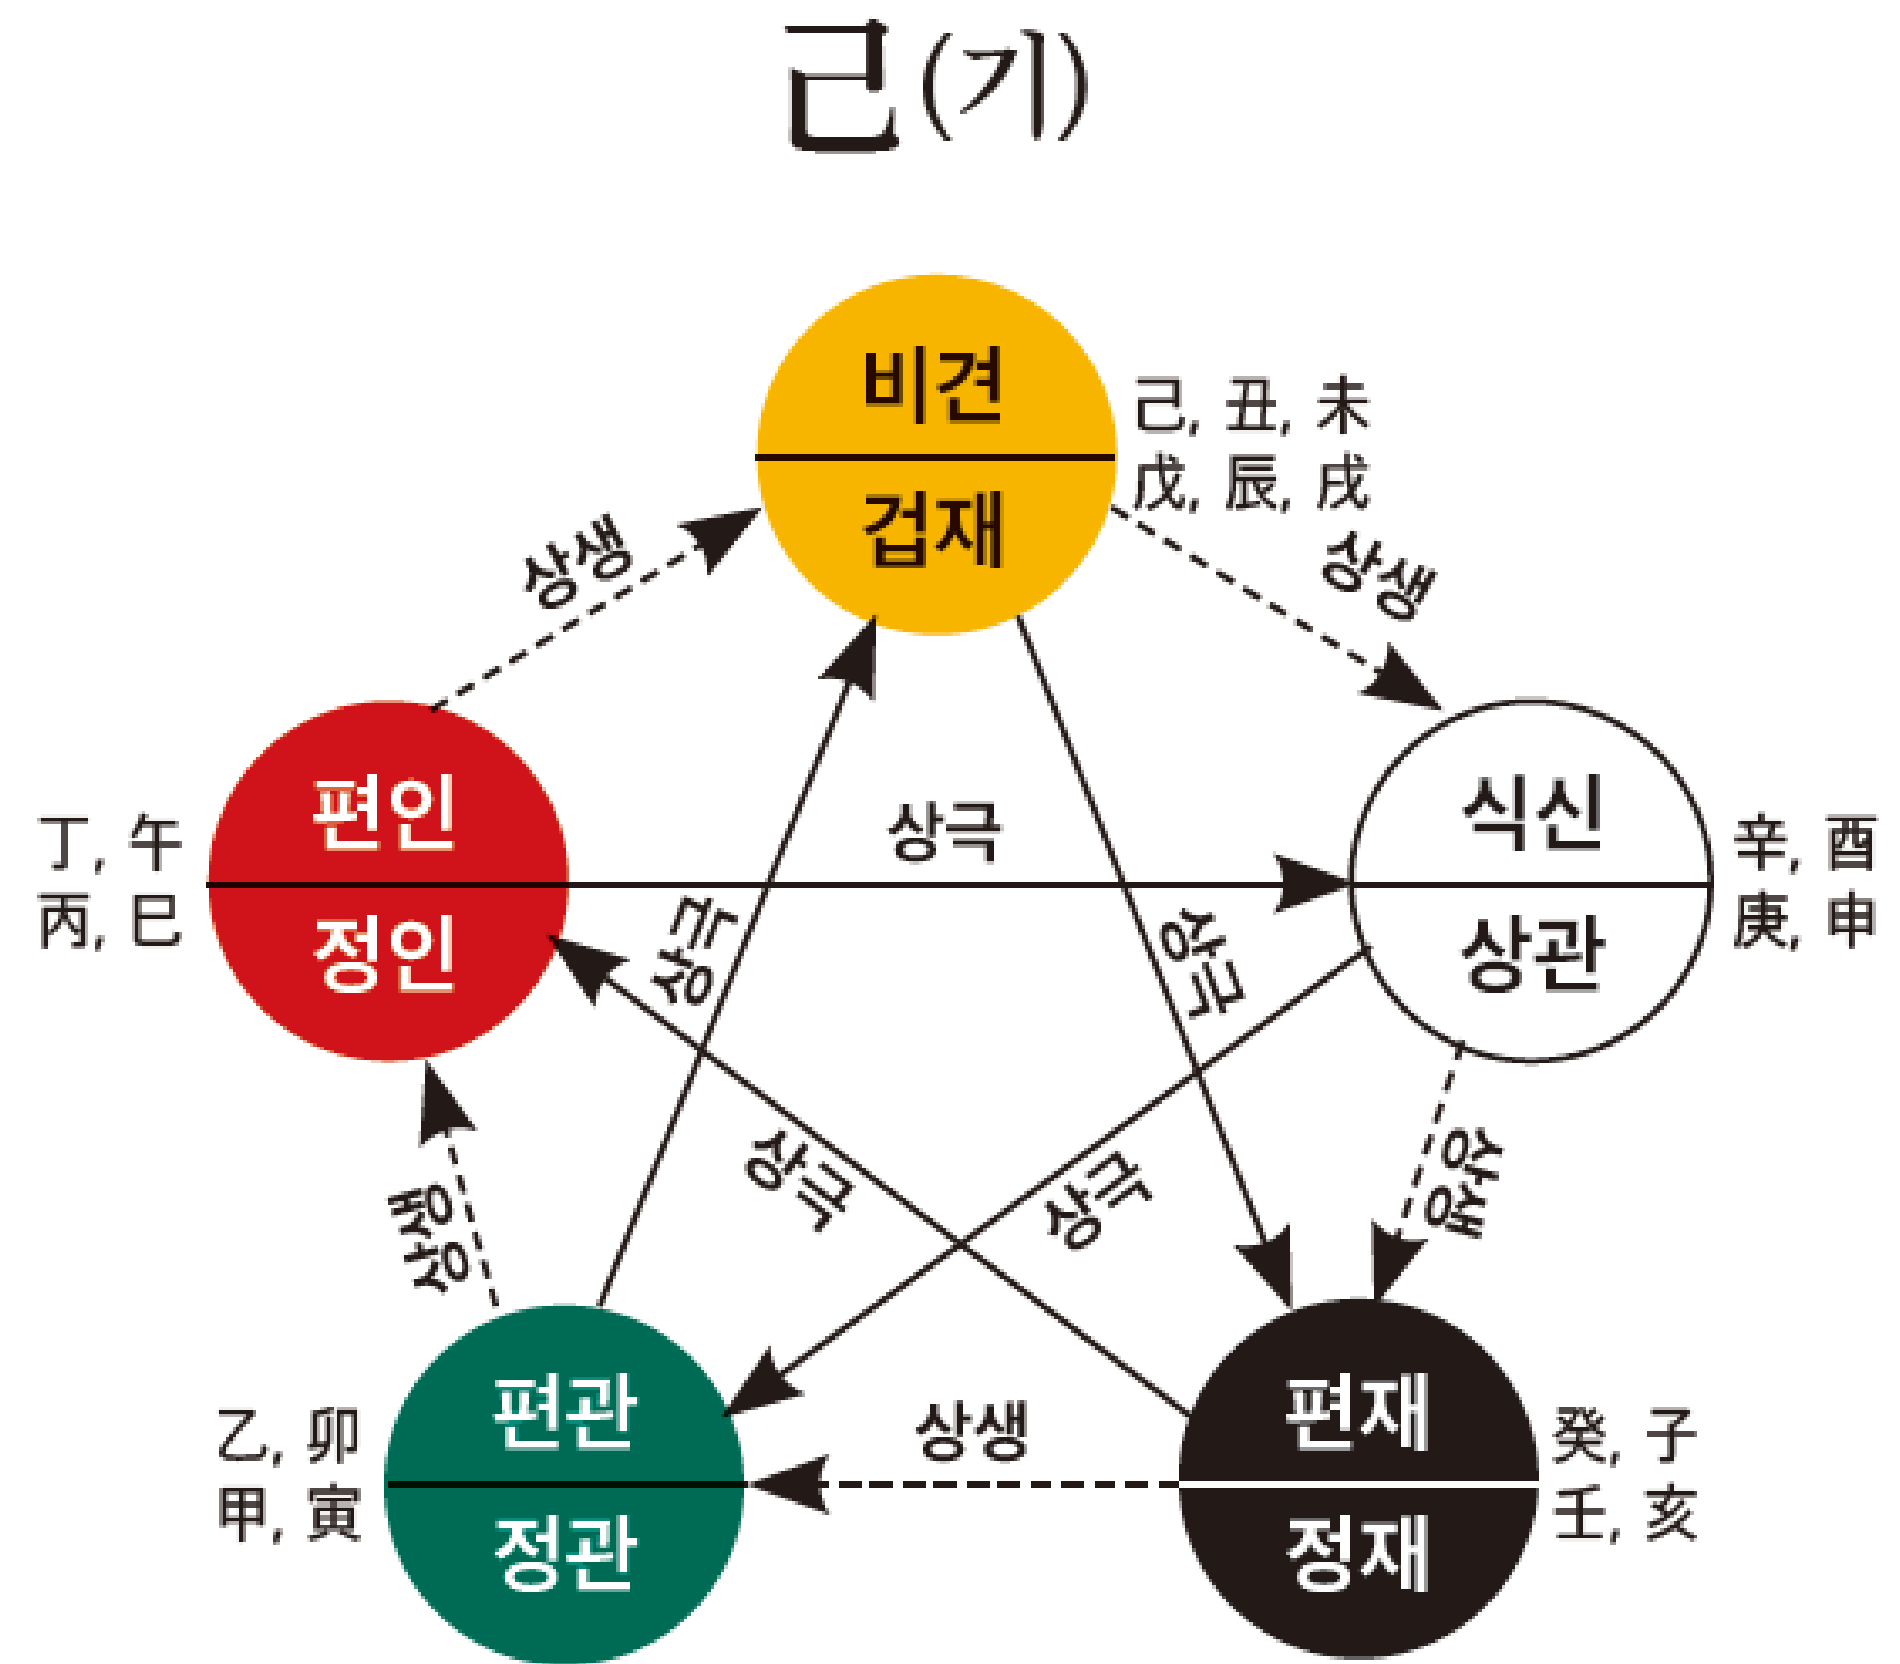 己(기)
비견
겁재
己, 丑, 未
戊, 辰, 戌
상생
상생
편인
정인
丁, 午
丙, 巳
상극
식신
상관
辛, 酉
庚, 申
상극
상극
상극
상극
상생
상생
편관
정관
乙, 卯
甲, 寅
상생
편재
정재
癸, 子
壬, 亥